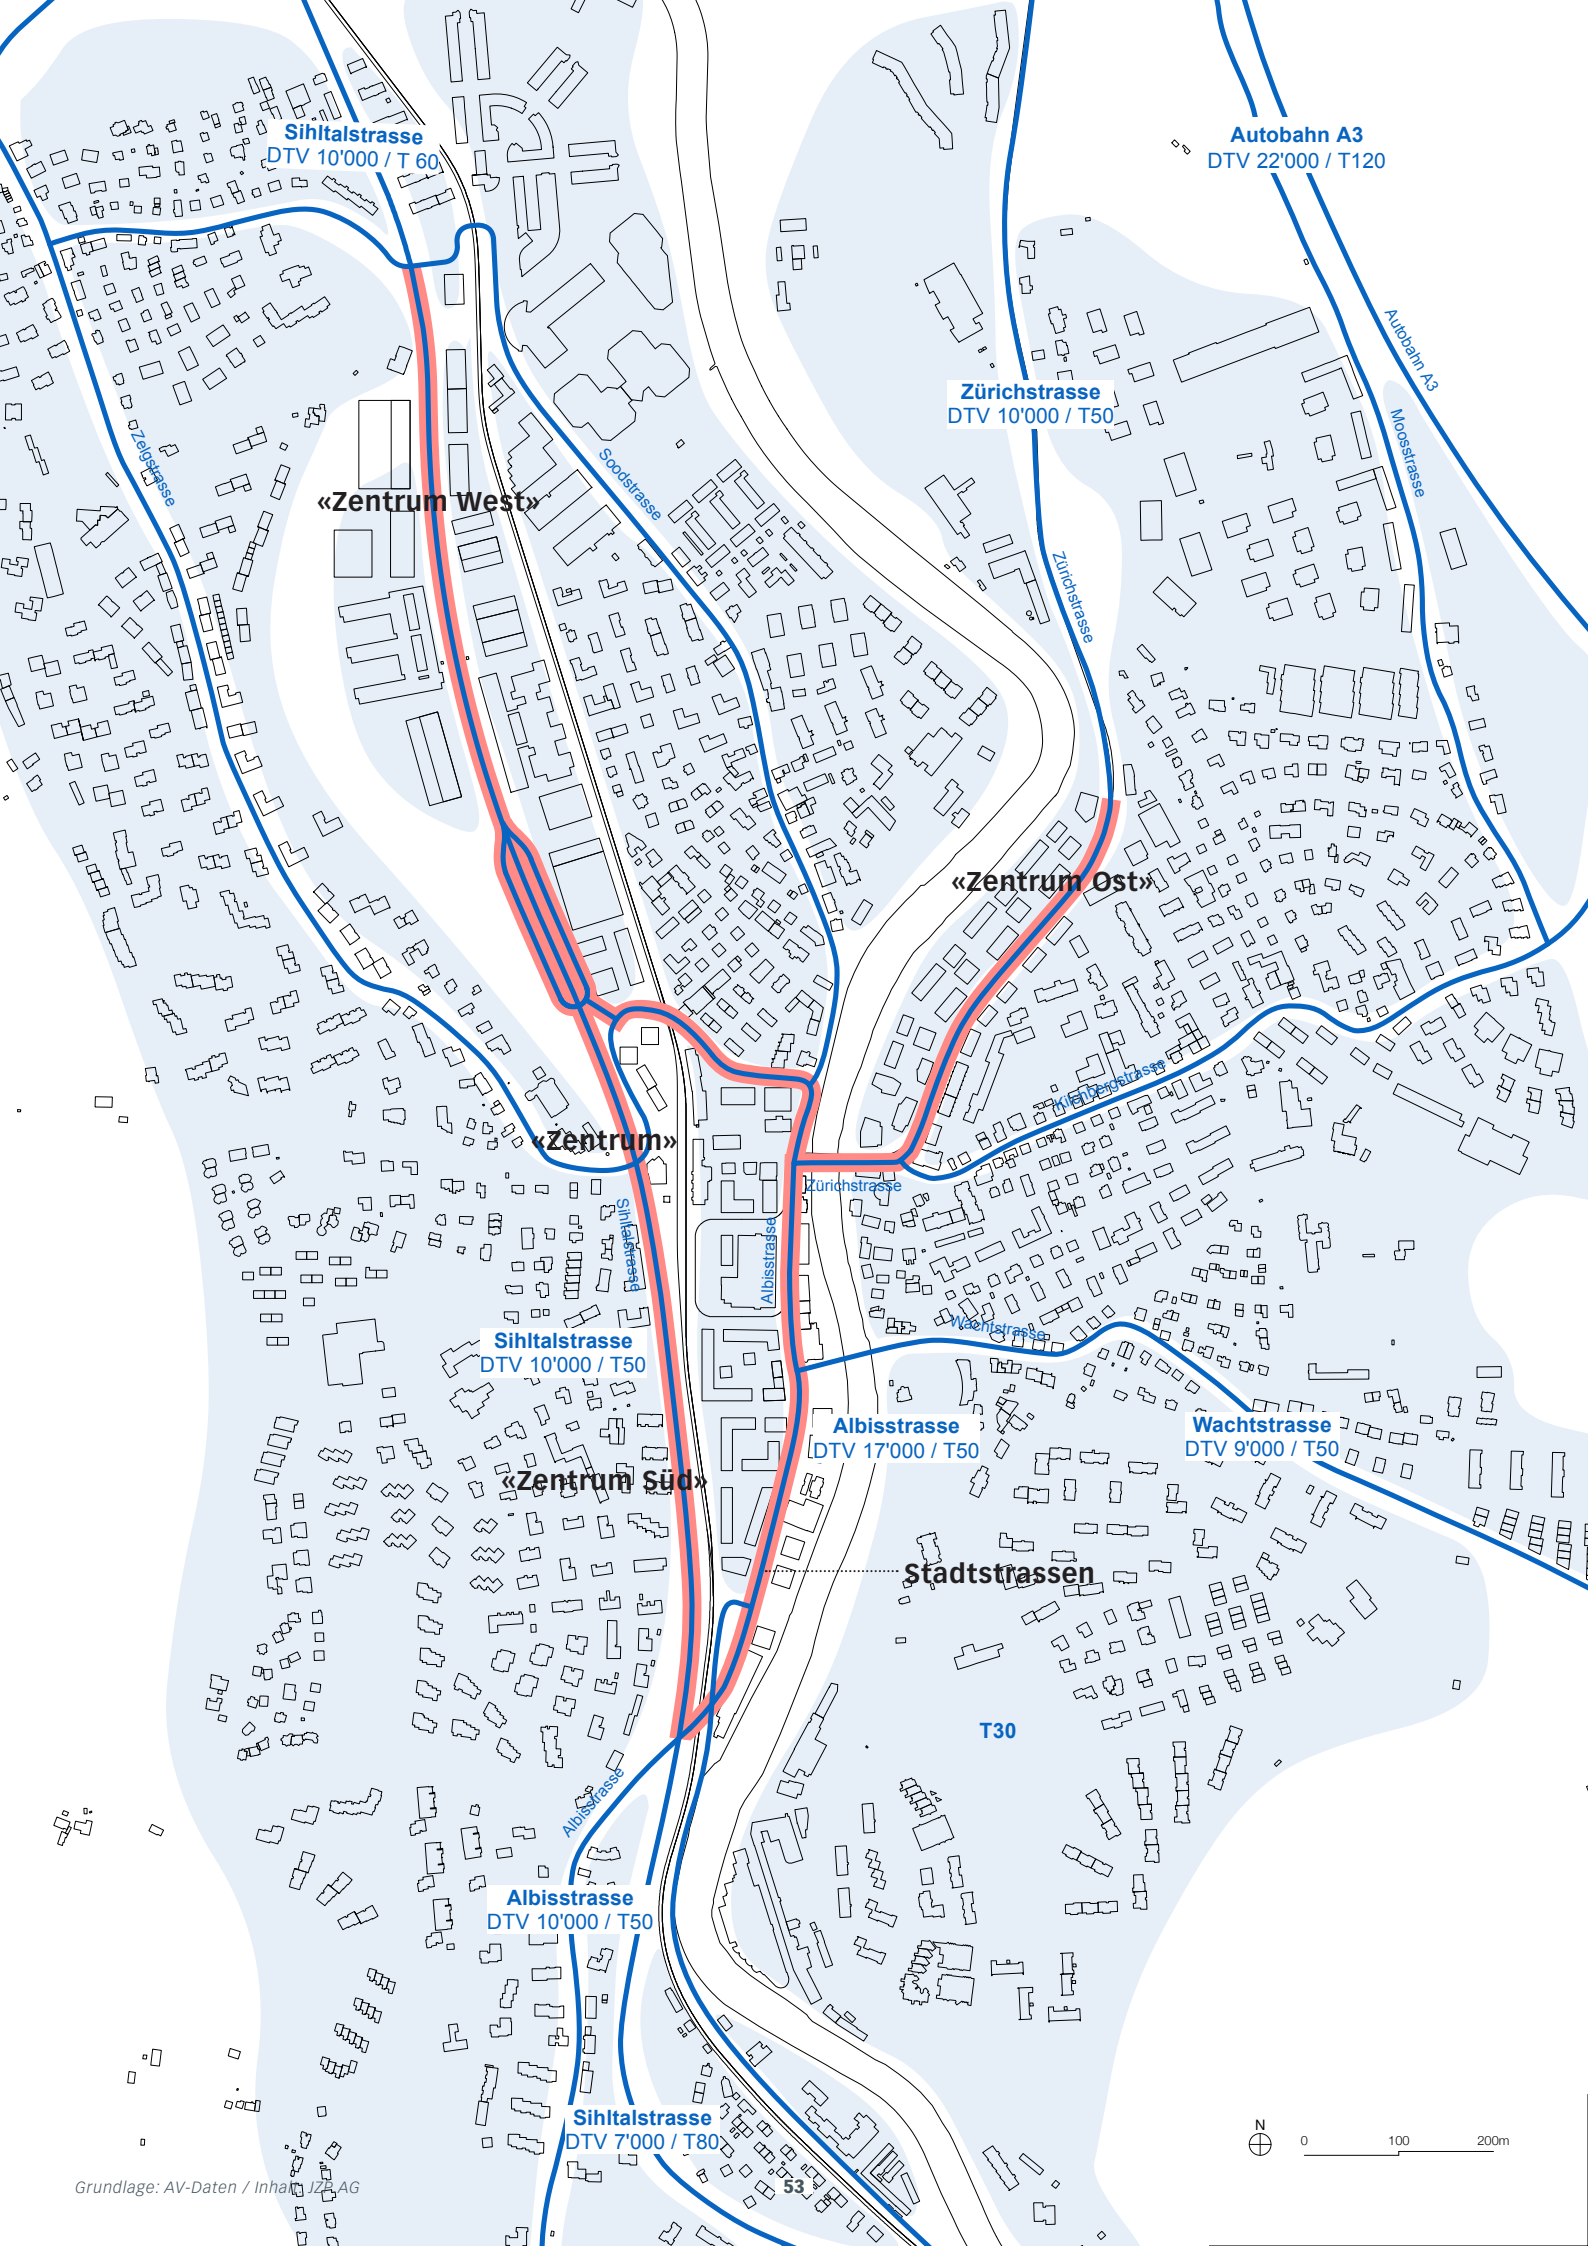 Sihltalstrasse
DTV 10'000 / T 60
Autobahn A3
DTV 22'000 / T120
Autobahn A3
Zürichstrasse
DTV 10'000 / T50
Moosstrasse
Zelgstrasse
Soodstrasse
«Zentrum West»
Zürichstrasse
«Zentrum Ost»
Kilchbergstrasse
«Zentrum»
Zürichstrasse
Sihltalstrasse
Albisstrasse
Wachtstrasse
Sihltalstrasse
DTV 10'000 / T50
Albisstrasse
DTV 17'000 / T50
Wachtstrasse
DTV 9'000 / T50
«Zentrum Süd»
Stadtstrassen
T30
Albisstrasse
Albisstrasse
DTV 10'000 / T50
Sihltalstrasse
DTV 7'000 / T80
N
0 100 200m
Grundlage: AV-Daten / Inhalt: JZP AG
53